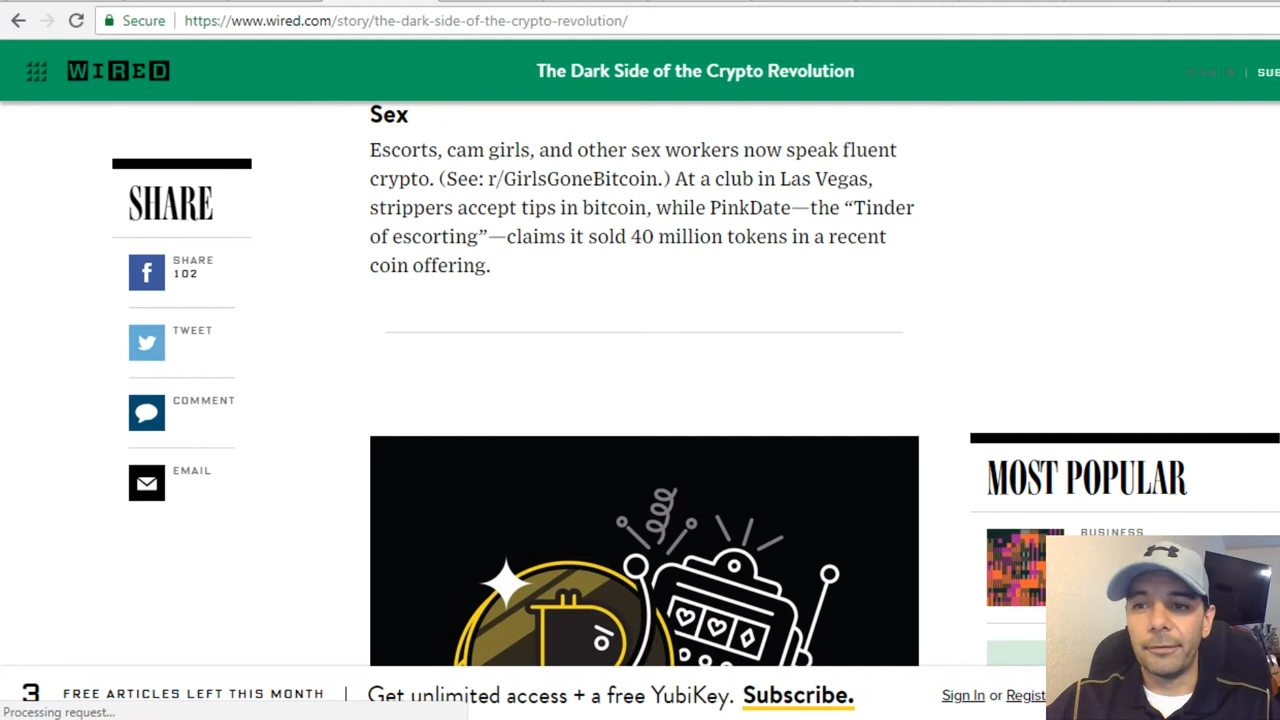 Secure
https://www.wired.com/story/the-dark-side-of-the-crypto-revolution/
WIRED
The Dark Side of the Crypto Revolution
SIGN IN | SUB
Sex
Escorts, cam girls, and other sex workers now speak fluent
crypto. (See: r/GirlsGoneBitcoin.) At a club in Las Vegas,
strippers accept tips in bitcoin, while PinkDate—the “Tinder
of escorting”—claims it sold 40 million tokens in a recent
coin offering.
SHARE
SHARE
102
TWEET
COMMENT
EMAIL
MOST POPULAR
BUSINESS
3 FREE ARTICLES LEFT THIS MONTH | Get unlimited access + a free YubiKey. Subscribe. Sign In or Regist
Processing request...